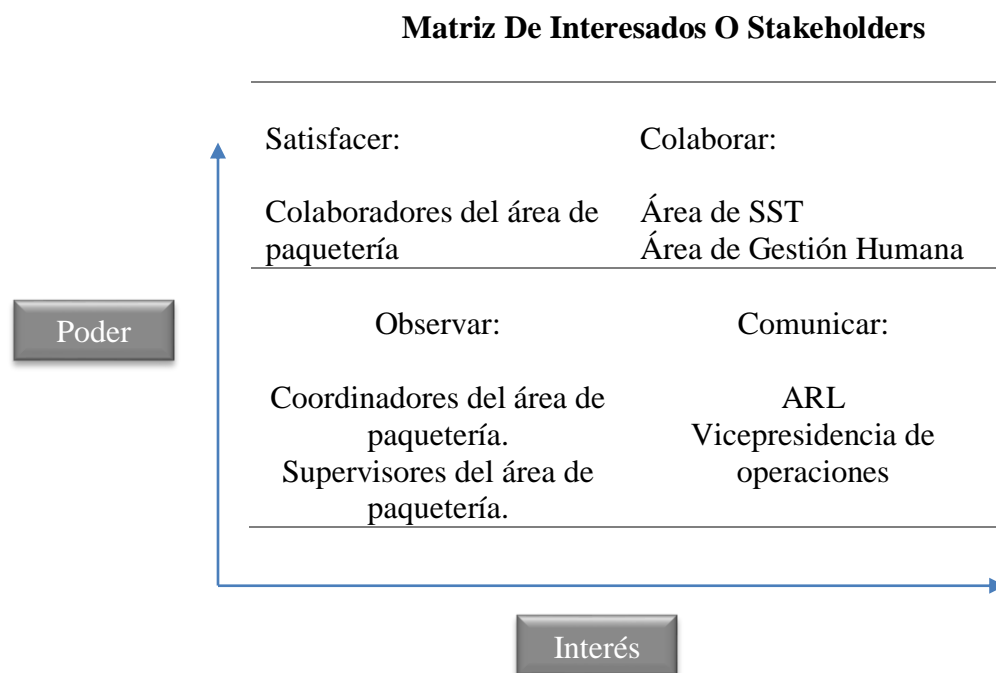 Matriz De Interesados O Stakeholders
Satisfacer:
Colaboradores del área de
paquetería
Colaborar:
Área de SST
Área de Gestión Humana
Poder
Observar:
Coordinadores del área de
paquetería.
Supervisores del área de
paquetería.
Comunicar:
ARL
Vicepresidencia de
operaciones
Interés